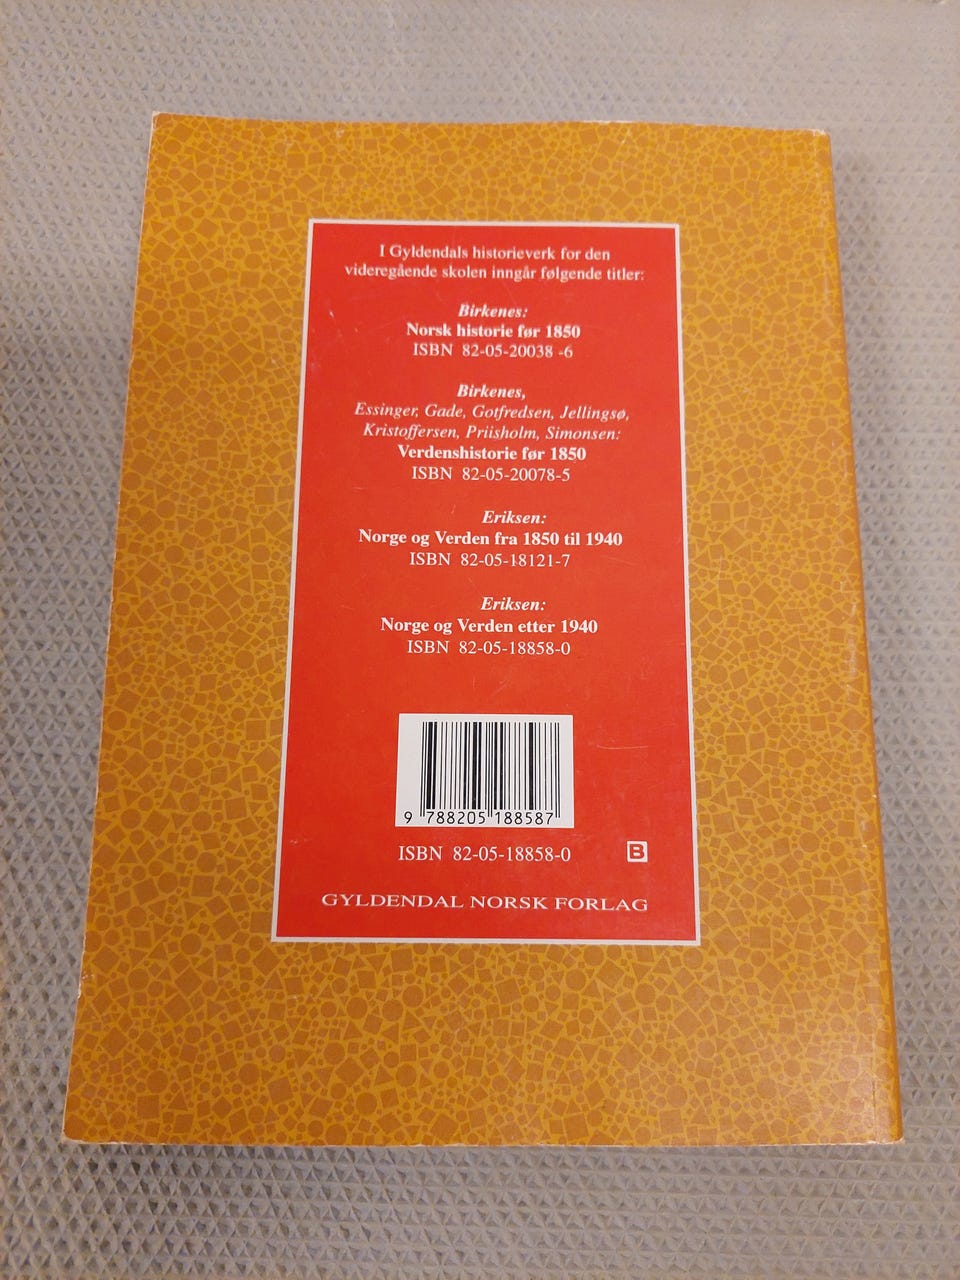 I Gyldendals historieverk for den
videregående skolen inngår følgende titler:
Birkenes:
Norsk historie før 1850
ISBN 82-05-20038 -6
Birkenes,
Essinger, Gade, Gotfredsen, Jellingsø,
Kristoffersen, Priisholm, Simonsen:
Verdenshistorie før 1850
ISBN 82-05-20078-5
Eriksen:
Norge og Verden fra 1850 til 1940
ISBN 82-05-18121-7
Eriksen:
Norge og Verden etter 1940
ISBN 82-05-18858-0
9 788205 188587
ISBN 82-05-18858-0
B
GYLDENDAL NORSK FORLAG